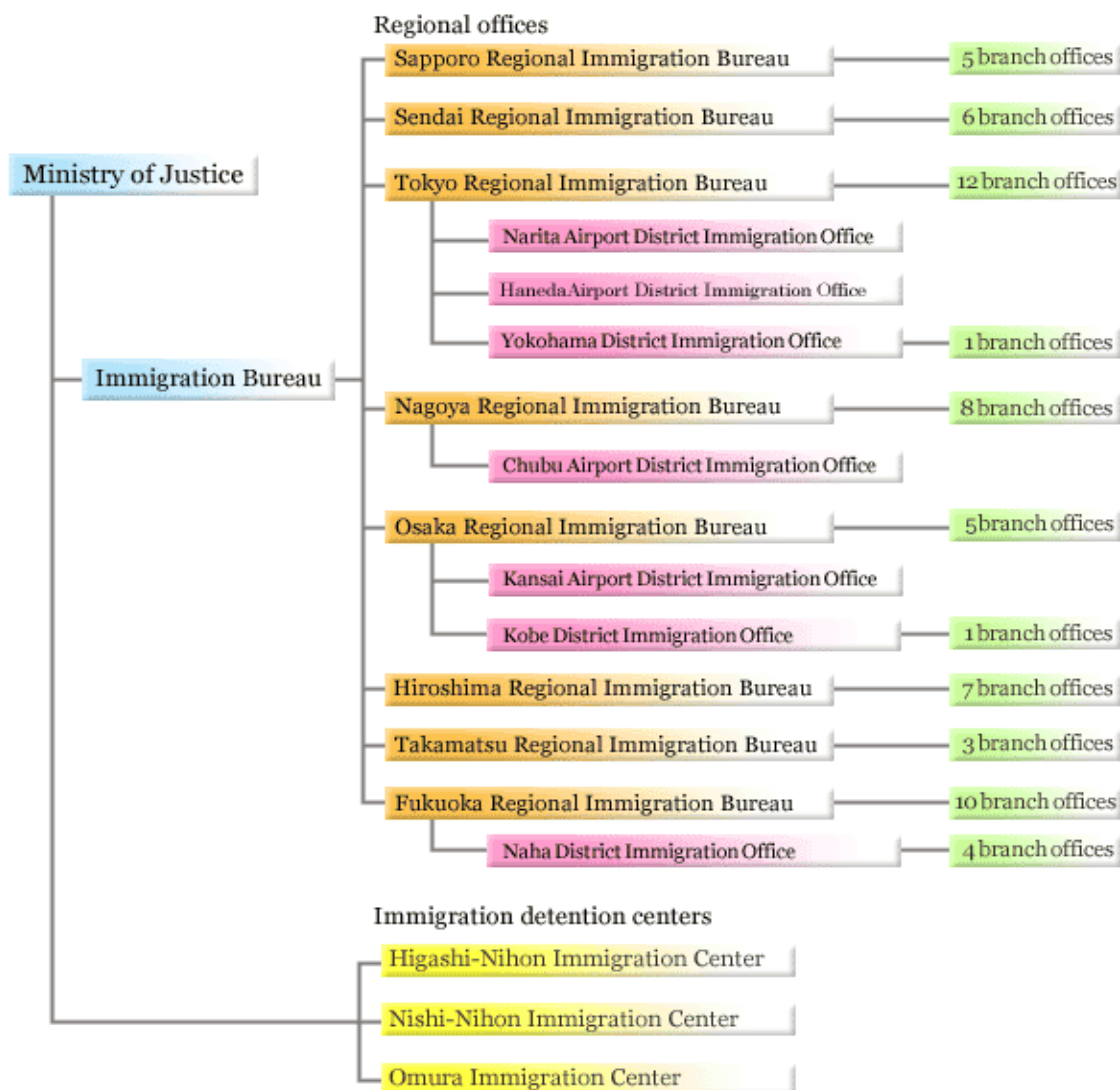 Regional offices
Sapporo Regional Immigration Bureau
5 branch offices
Sendai Regional Immigration Bureau
6 branch offices
Ministry of Justice
Tokyo Regional Immigration Bureau
12 branch offices
Narita Airport District Immigration Office
HanedaAirport District Immigration Office
Yokohama District Immigration Office
1 branch offices
Immigration Bureau
Nagoya Regional Immigration Bureau
8 branch offices
Chubu Airport District Immigration Office
Osaka Regional Immigration Bureau
5 branch offices
Kansai Airport District Immigration Office
Kobe District Immigration Office
1 branch offices
Hiroshima Regional Immigration Bureau
7 branch offices
Takamatsu Regional Immigration Bureau
3 branch offices
Fukuoka Regional Immigration Bureau
10 branch offices
Naha District Immigration Office
4 branch offices
Immigration detention centers
Higashi-Nihon Immigration Center
Nishi-Nihon Immigration Center
Omura Immigration Center